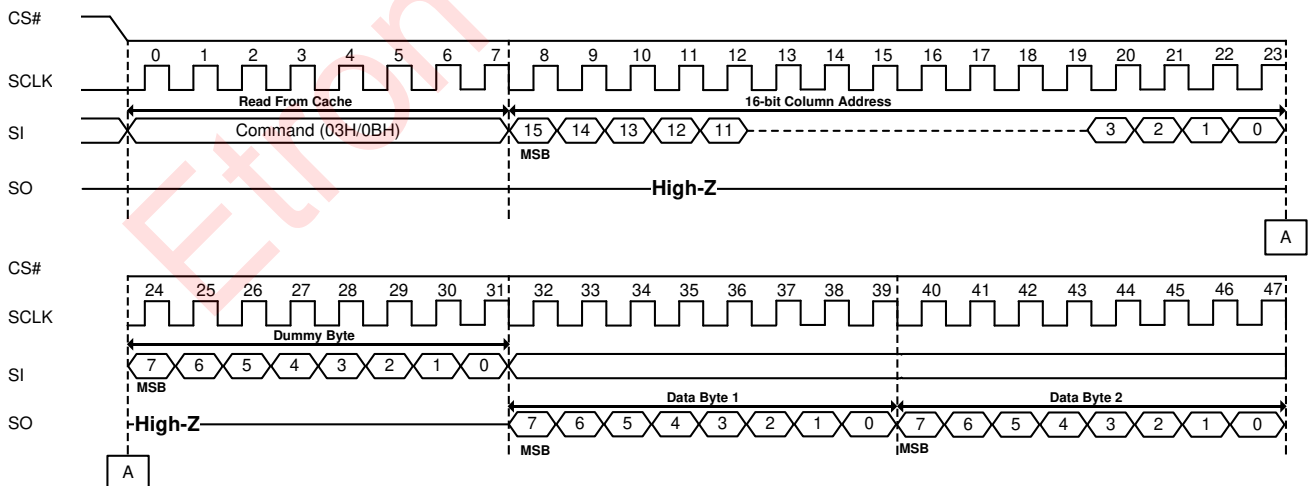 CS#
0 1 2 3 4 5 6 7 8 9 10 11 12 13 14 15 16 17 18 19 20 21 22 23
SCLK
Read From Cache 16-bit Column Address
SI Command (03H/0BH) 15 14 13 12 11 3 2 1 0
MSB
SO High-Z
A
Etron
CS#
24 25 26 27 28 29 30 31 32 33 34 35 36 37 38 39 40 41 42 43 44 45 46 47
SCLK
Dummy Byte
SI 7 6 5 4 3 2 1 0
MSB
Data Byte 1 Data Byte 2
SO High-Z 7 6 5 4 3 2 1 0 7 6 5 4 3 2 1 0
MSB MSB
A